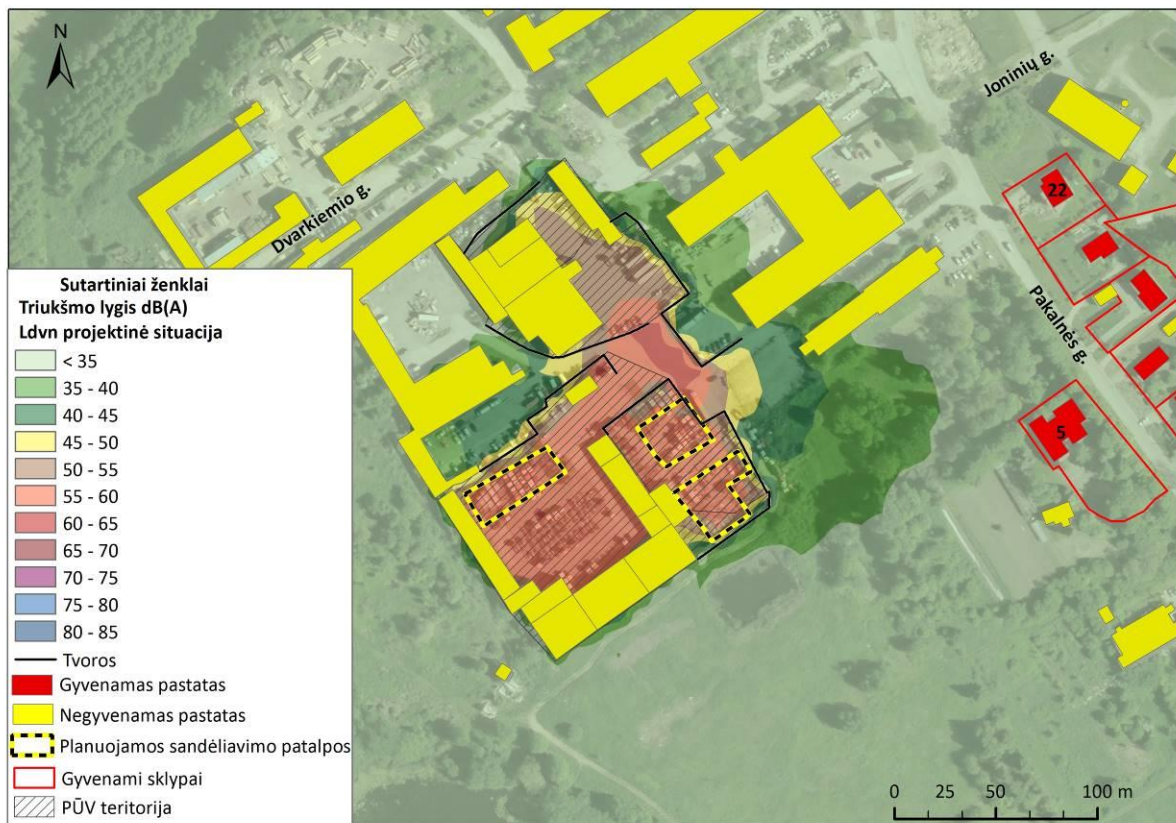 N
Joninių g.
22
Dvarkiemio g.
Pakalnės g.
5
Sutartiniai ženklai
Triukšmo lygis dB(A)
Ldvn projektinė situacija
< 35
35 - 40
40 - 45
45 - 50
50 - 55
55 - 60
60 - 65
65 - 70
70 - 75
75 - 80
80 - 85
Tvoros
Gyvenamas pastatas
Negyvenamas pastatas
Planuojamos sandėliavimo patalpos
Gyvenami sklypai
PŪV teritorija
0 25 50 100 m